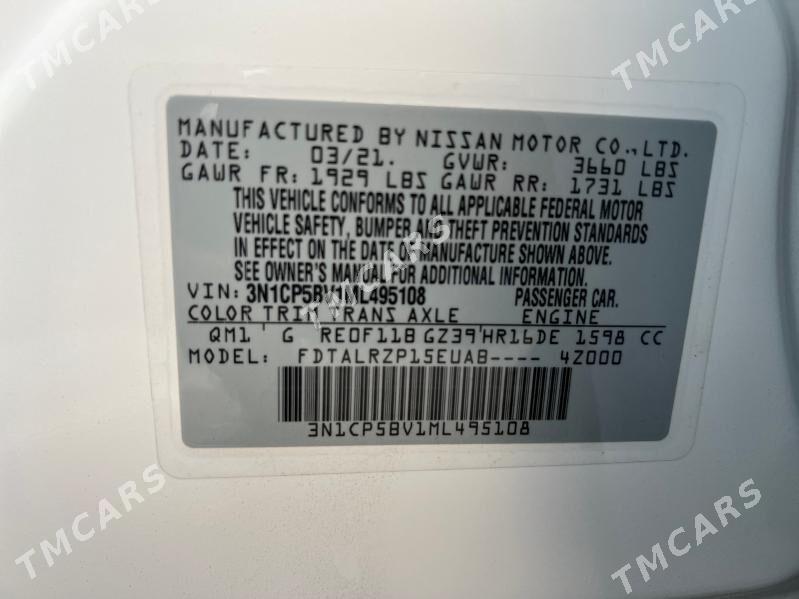 MANUFACTURED BY NISSAN MOTOR CO., LTD.
DATE: 03/21. GVWR: 3660 LBS
GAWR FR: 1929 LBS GAWR RR: 1731 LBS
THIS VEHICLE CONFORMS TO ALL APPLICABLE FEDERAL MOTOR
VEHICLE SAFETY, BUMPER AND THEFT PREVENTION STANDARDS
IN EFFECT ON THE DATE OF MANUFACTURE SHOWN ABOVE.
SEE OWNER'S MANUAL FOR ADDITIONAL INFORMATION.
VIN: 3N1CP5BV1ML495108 PASSENGER CAR.
COLOR TRIM TRANS AXLE ENGINE
QM1 G RE0F11B GZ39 HR16DE 1598 CC
MODEL: FDTALRZP15EUAB---- 4Z000
3N1CP5BV1ML495108
TMCARS
TMCARS
TMCARS
TMCARS
TMCARS